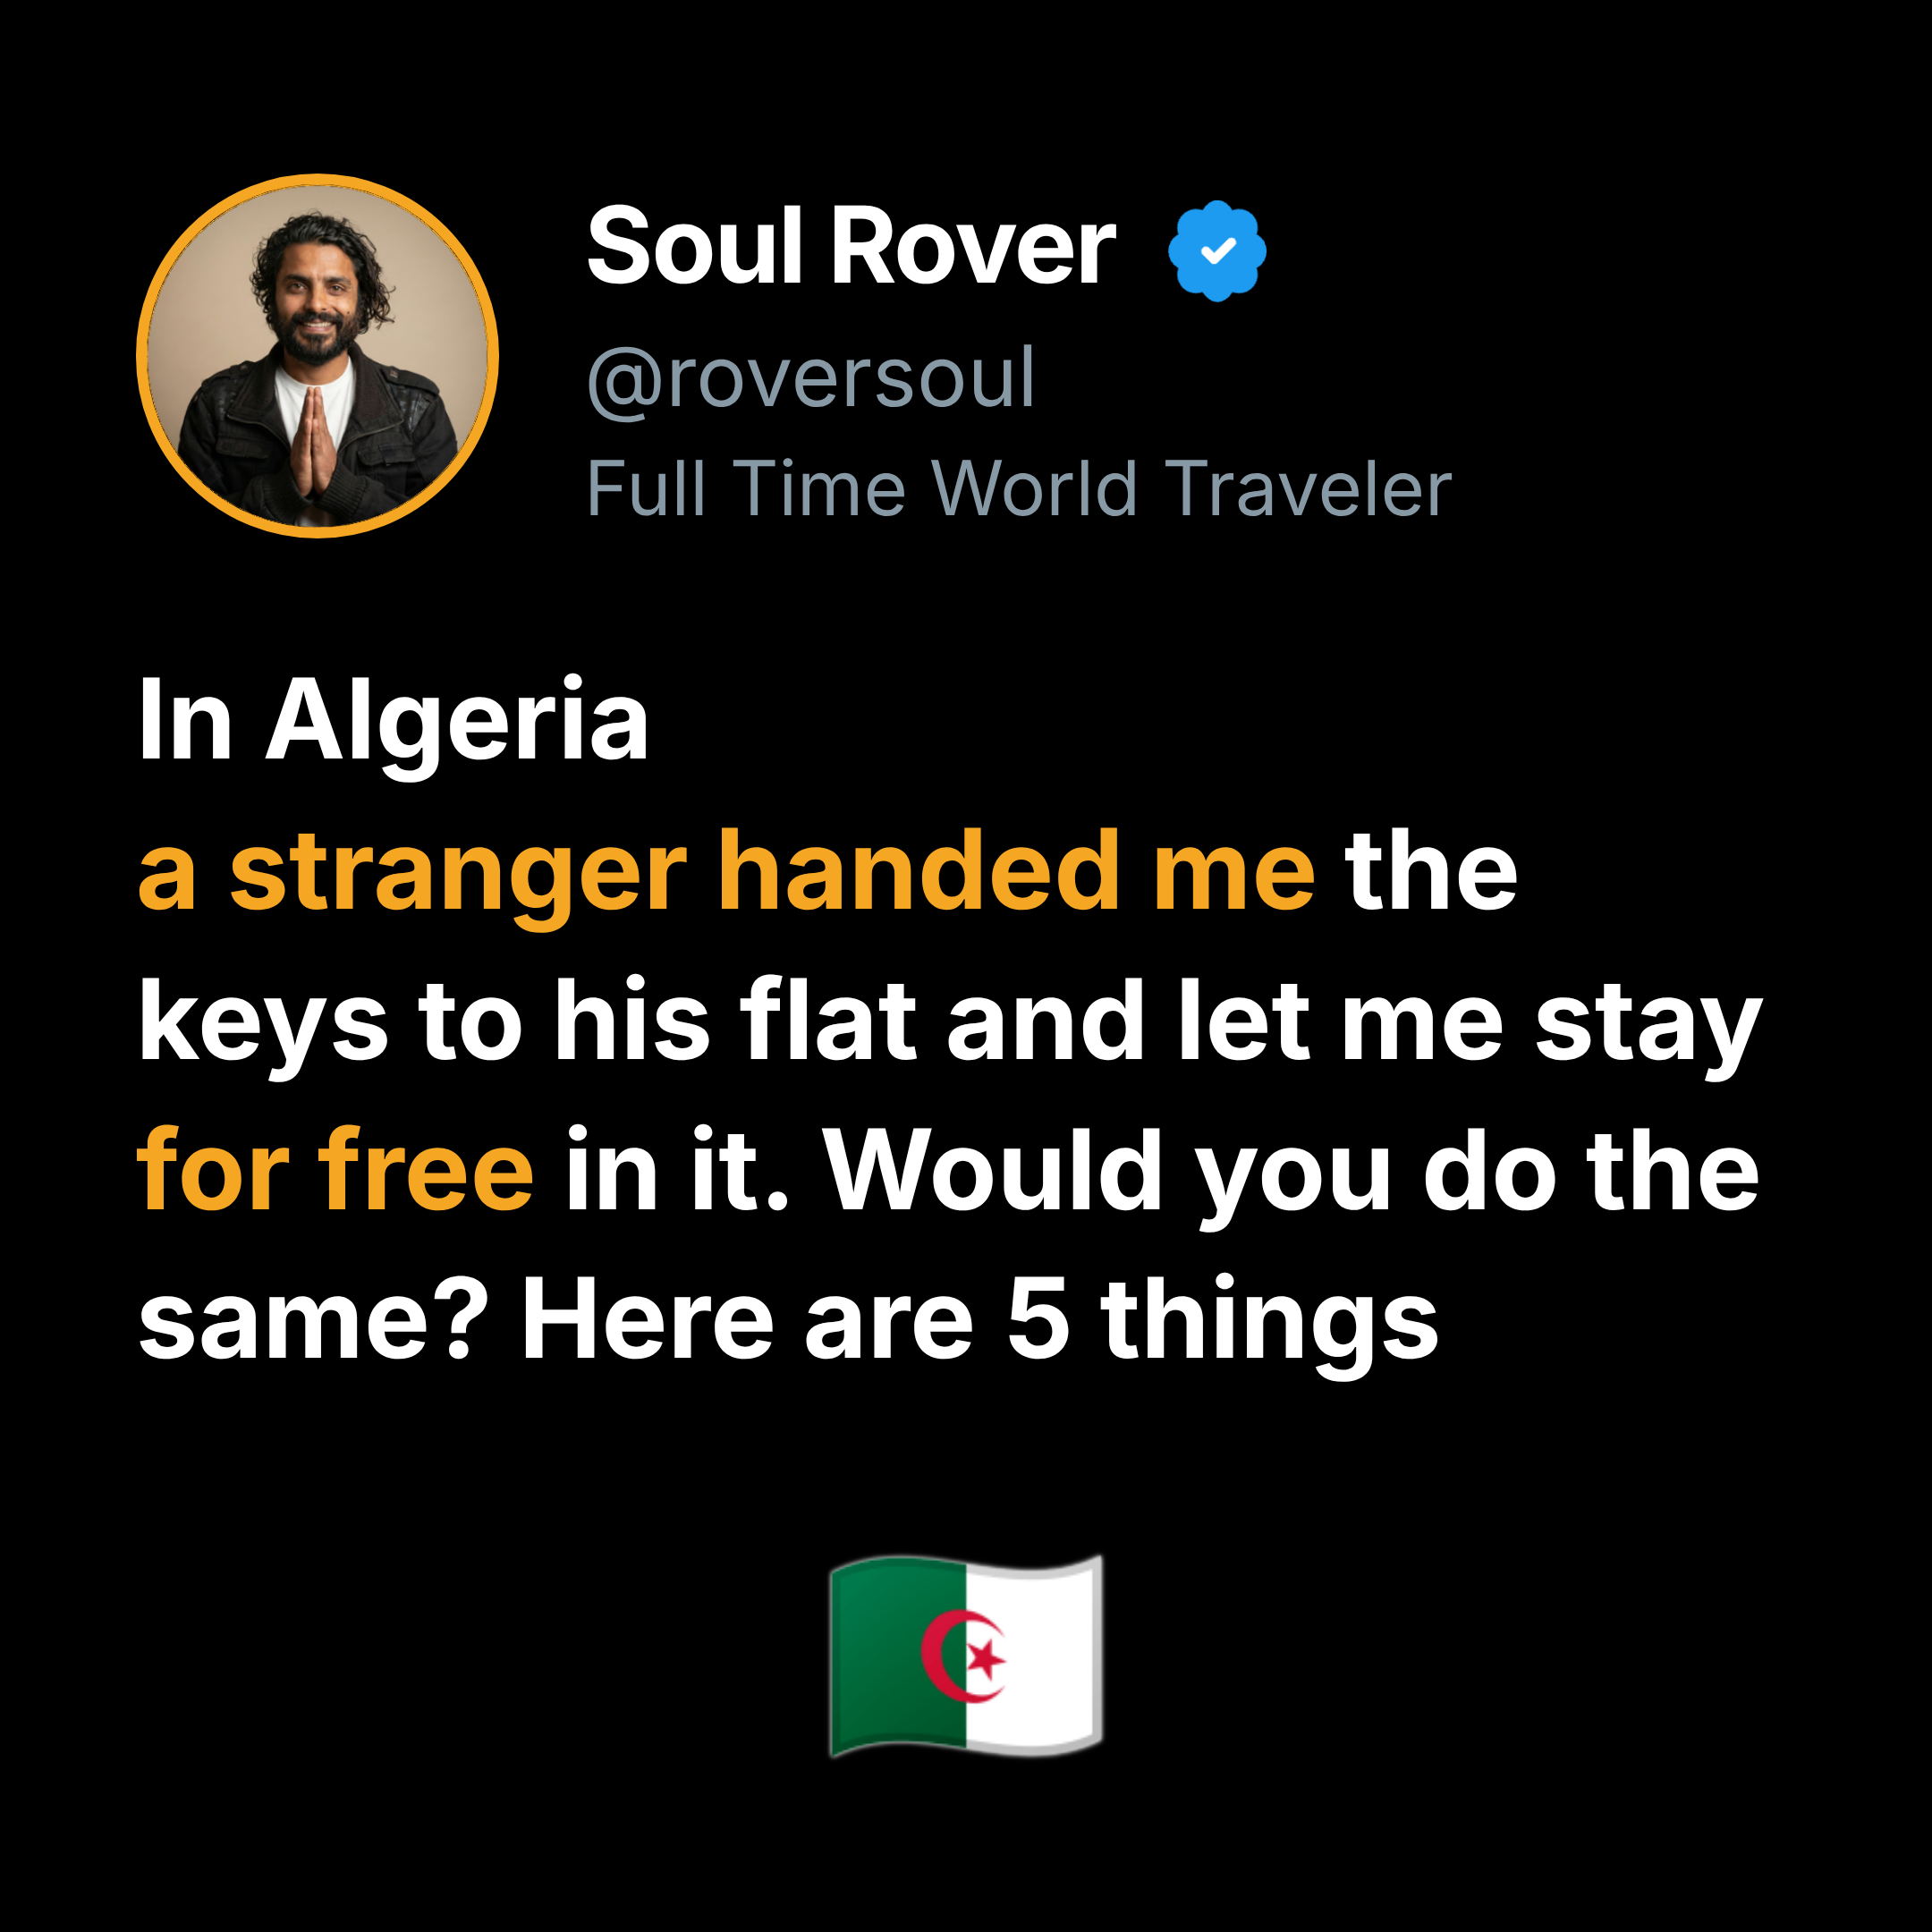 Soul Rover
@roversoul
Full Time World Traveler
In Algeria
a stranger handed me the
keys to his flat and let me stay
for free in it. Would you do the
same? Here are 5 things